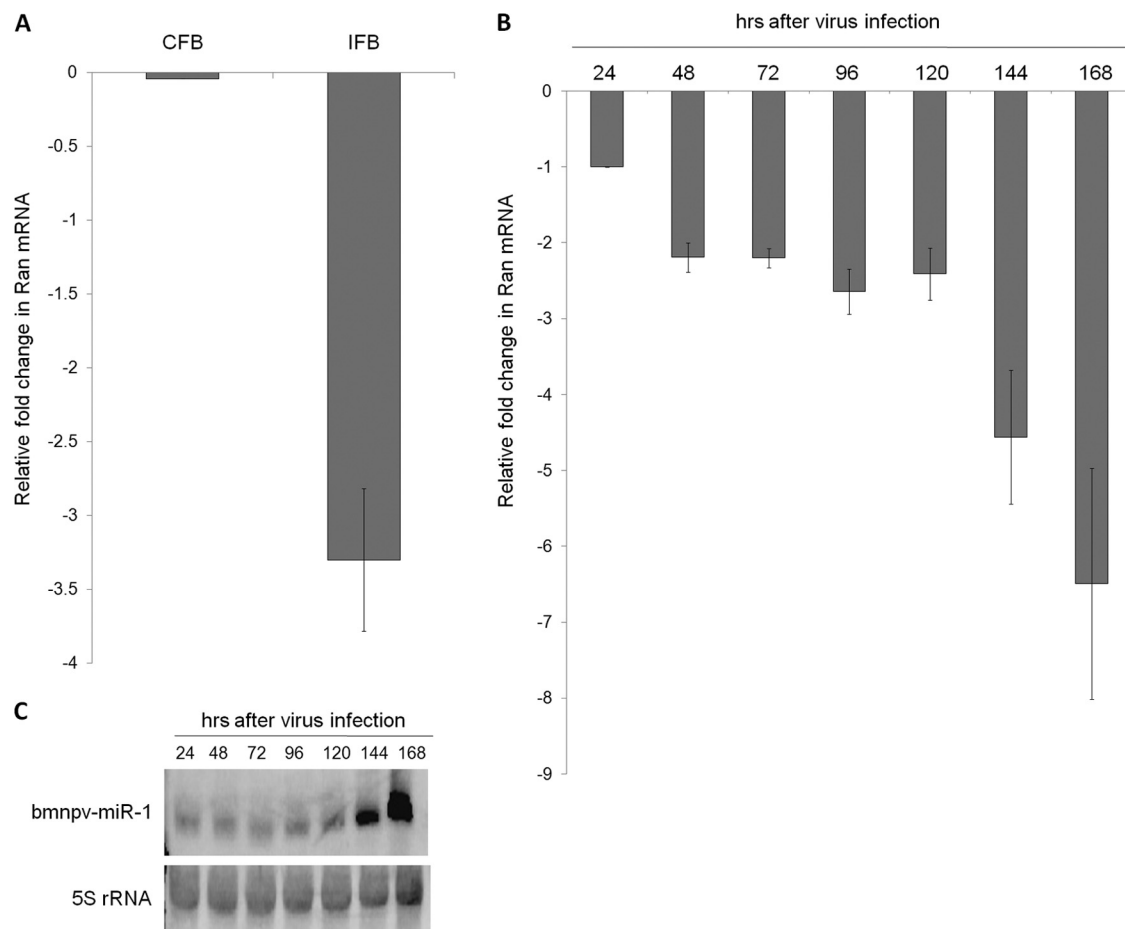 A
CFB IFB
0
-0.5
-1
-1.5
-2
-2.5
-3
-3.5
-4
Relative fold change in Ran mRNA
B
hrs after virus infection
24 48 72 96 120 144 168
0
-1
-2
-3
-4
-5
-6
-7
-8
-9
Relative fold change in Ran mRNA
C
hrs after virus infection
24 48 72 96 120 144 168
bmnpv-miR-1
5S rRNA